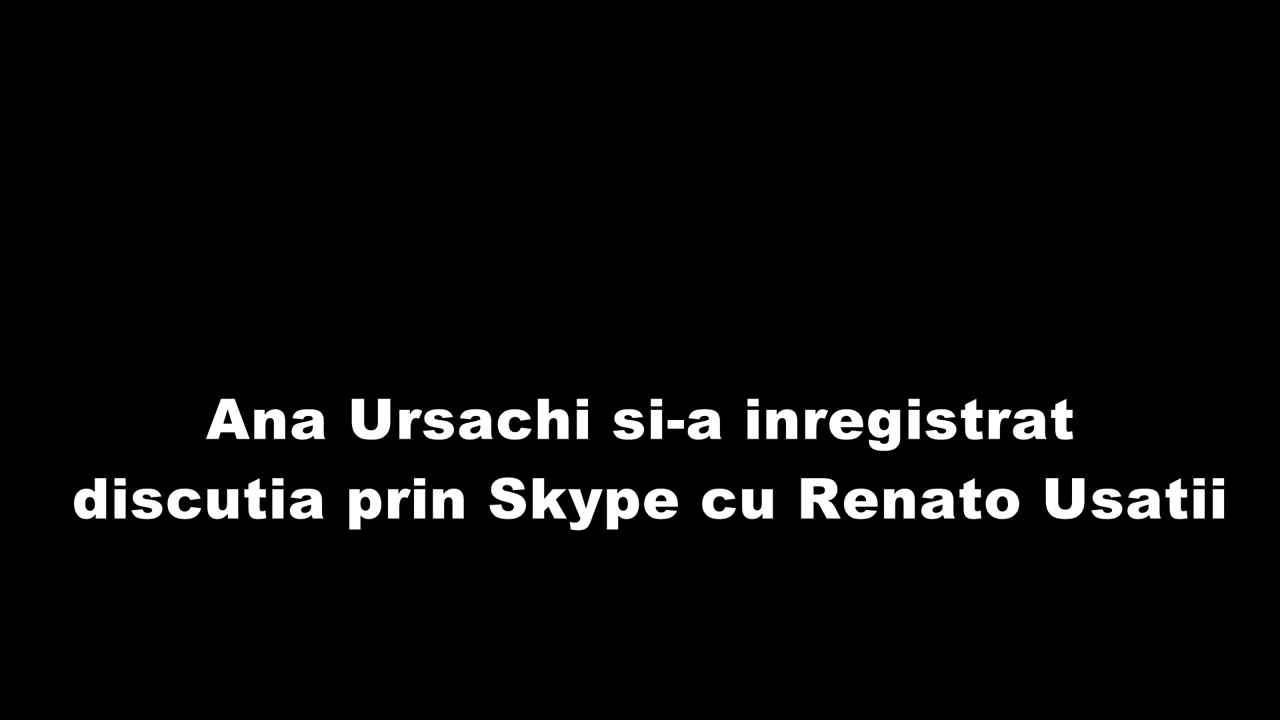 Ana Ursachi si-a inregistrat
discutia prin Skype cu Renato Usatii